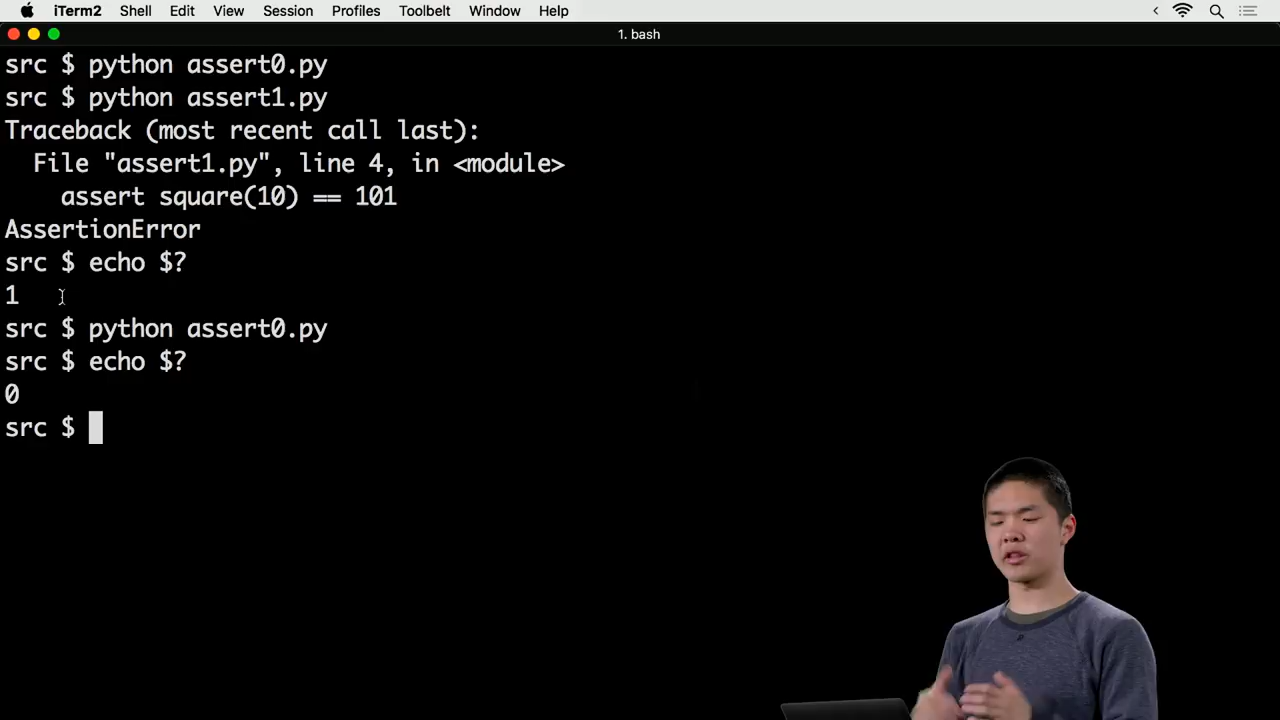 iTerm2 Shell Edit View Session Profiles Toolbelt Window Help
1. bash
src $ python assert0.py
src $ python assert1.py
Traceback (most recent call last):
  File "assert1.py", line 4, in <module>
    assert square(10) == 101
AssertionError
src $ echo $?
1
src $ python assert0.py
src $ echo $?
0
src $